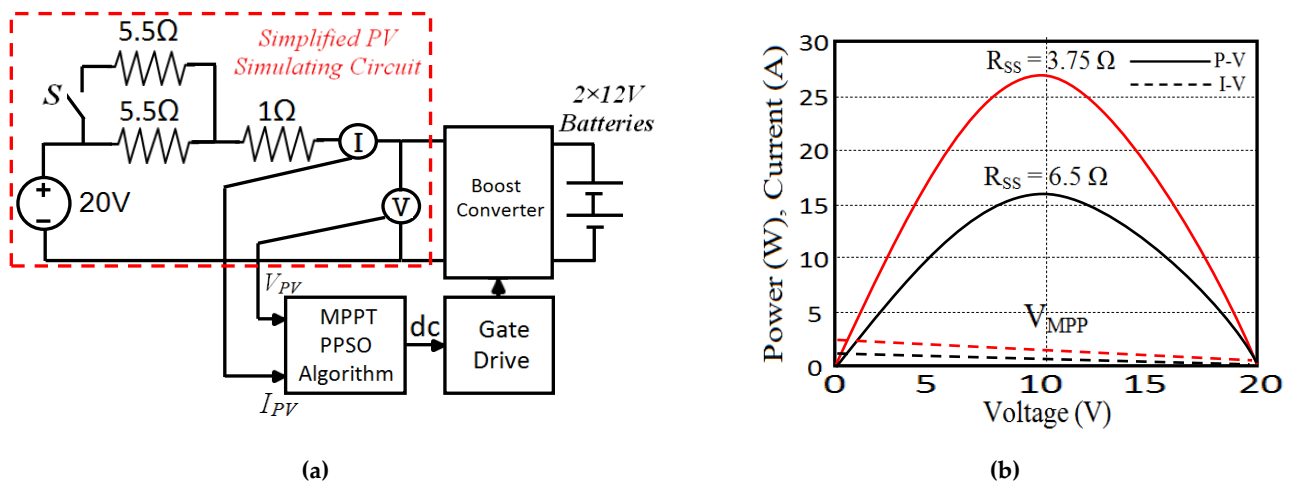 5.5Ω
Simplified PV
Simulating Circuit
S
5.5Ω
1Ω
I
2×12V
Batteries
20V
V
Boost
Converter
V_PV
MPPT
PPSO
Algorithm
dc
Gate
Drive
I_PV
(a)
Power (W), Current (A)
30
25
20
15
10
5
0
R_SS = 3.75 Ω
P-V
I-V
R_SS = 6.5 Ω
V_MPP
0
5
10
15
20
Voltage (V)
(b)